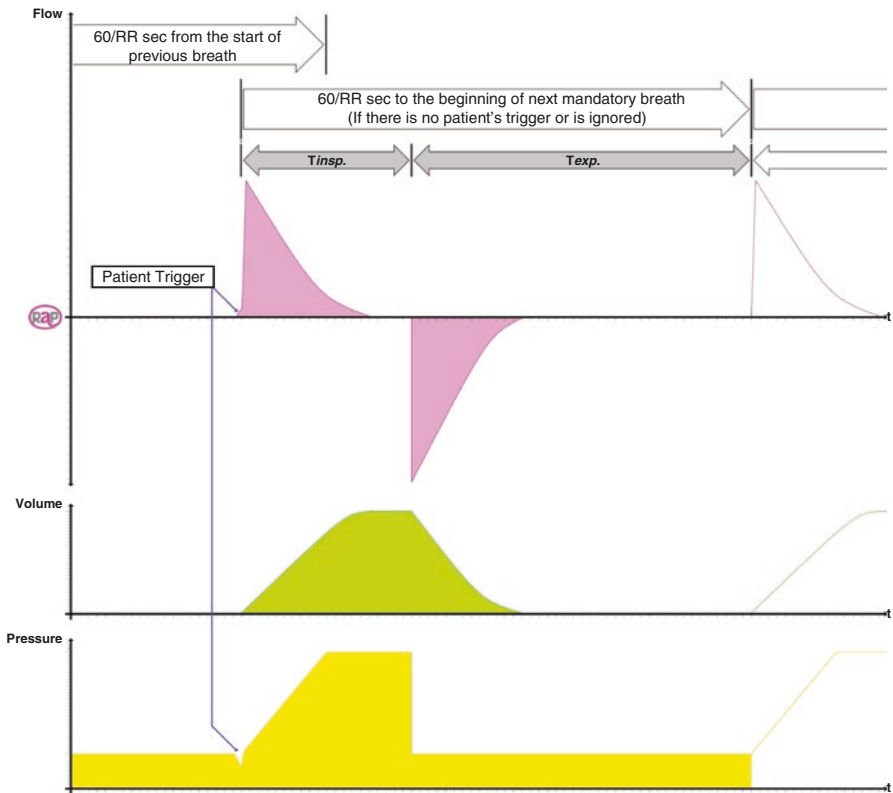 Flow
60/RR sec from the start of
previous breath
60/RR sec to the beginning of next mandatory breath
(If there is no patient's trigger or is ignored)
Tinsp.
Texp.
Patient Trigger
RaP
t
Volume
t
Pressure
t